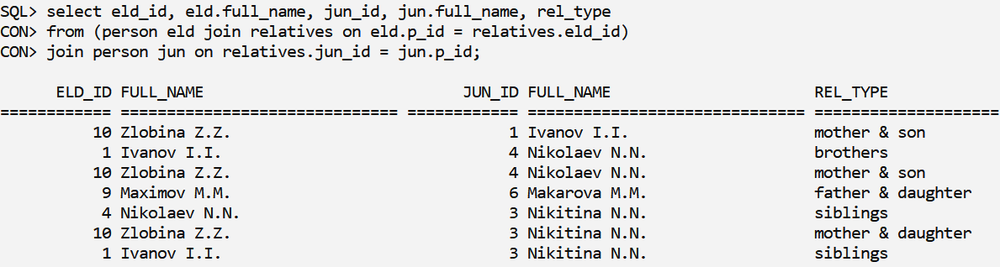 SQL> select eld_id, eld.full_name, jun_id, jun.full_name, rel_type
CON> from (person eld join relatives on eld.p_id = relatives.eld_id)
CON> join person jun on relatives.jun_id = jun.p_id;
ELD_ID FULL_NAME JUN_ID FULL_NAME REL_TYPE
============ =============================== ============ =============================== =====================
10 Zlobina Z.Z. 1 Ivanov I.I. mother & son
1 Ivanov I.I. 4 Nikolaev N.N. brothers
10 Zlobina Z.Z. 4 Nikolaev N.N. mother & son
9 Maximov M.M. 6 Makarova M.M. father & daughter
4 Nikolaev N.N. 3 Nikitina N.N. siblings
10 Zlobina Z.Z. 3 Nikitina N.N. mother & daughter
1 Ivanov I.I. 3 Nikitina N.N. siblings